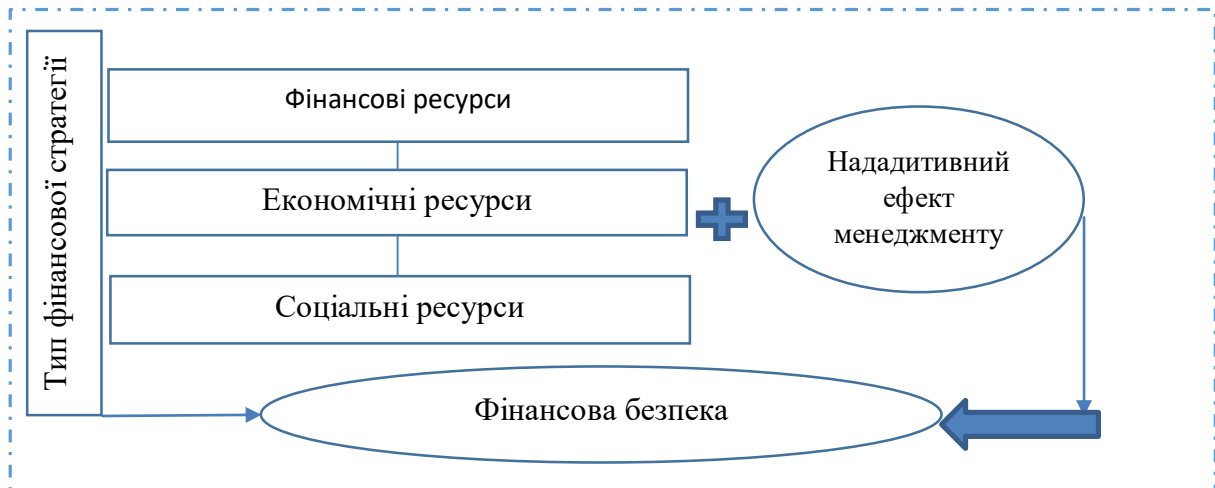 Тип фінансової стратегії
Фінансові ресурси
Економічні ресурси
Соціальні ресурси
Нададитивний
ефект
менеджменту
Фінансова безпека